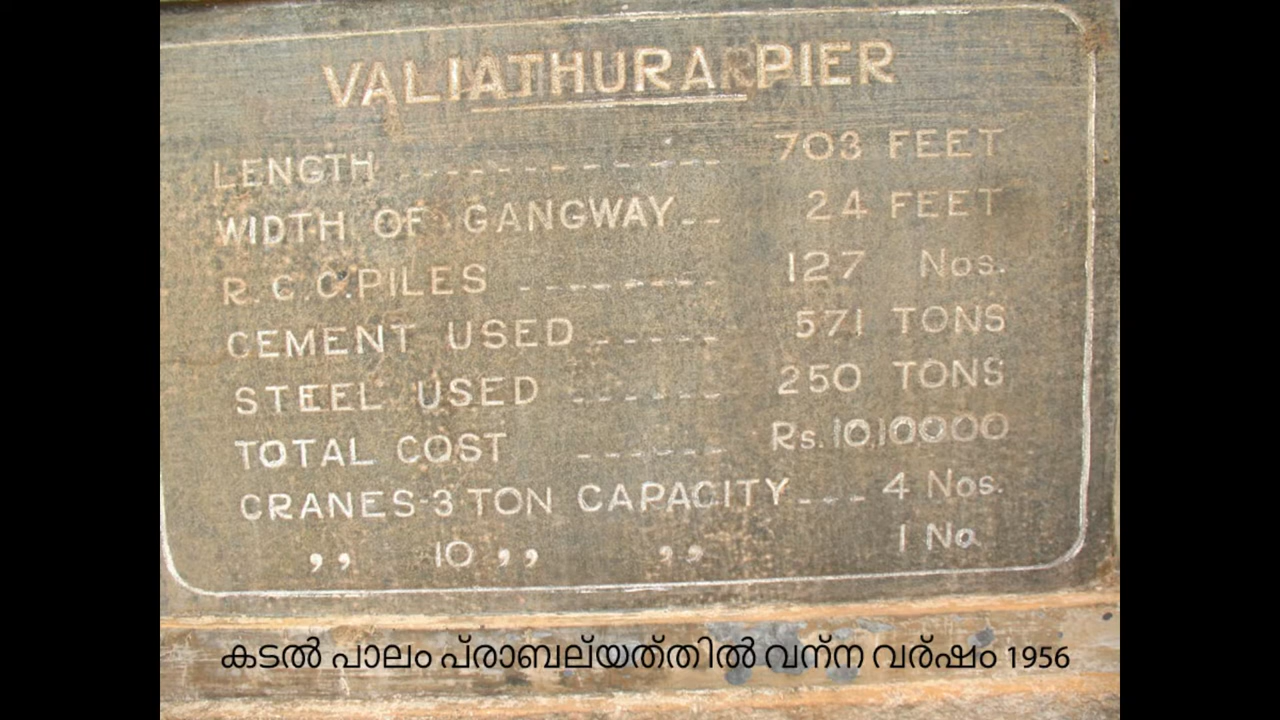 VALIATHURA PIER
LENGTH ------------ 703 FEET
WIDTH OF GANGWAY-- 24 FEET
R.C.C.PILES ------- 127 Nos.
CEMENT USED------ 571 TONS
STEEL USED ------ 250 TONS
TOTAL COST ------ Rs.10,10000
CRANES-3 TON CAPACITY--- 4 Nos.
,, 10 ,, ,, 1 No
കടൽ പാലം പ്രാബല്യത്തിൽ വന്ന വർഷം 1956